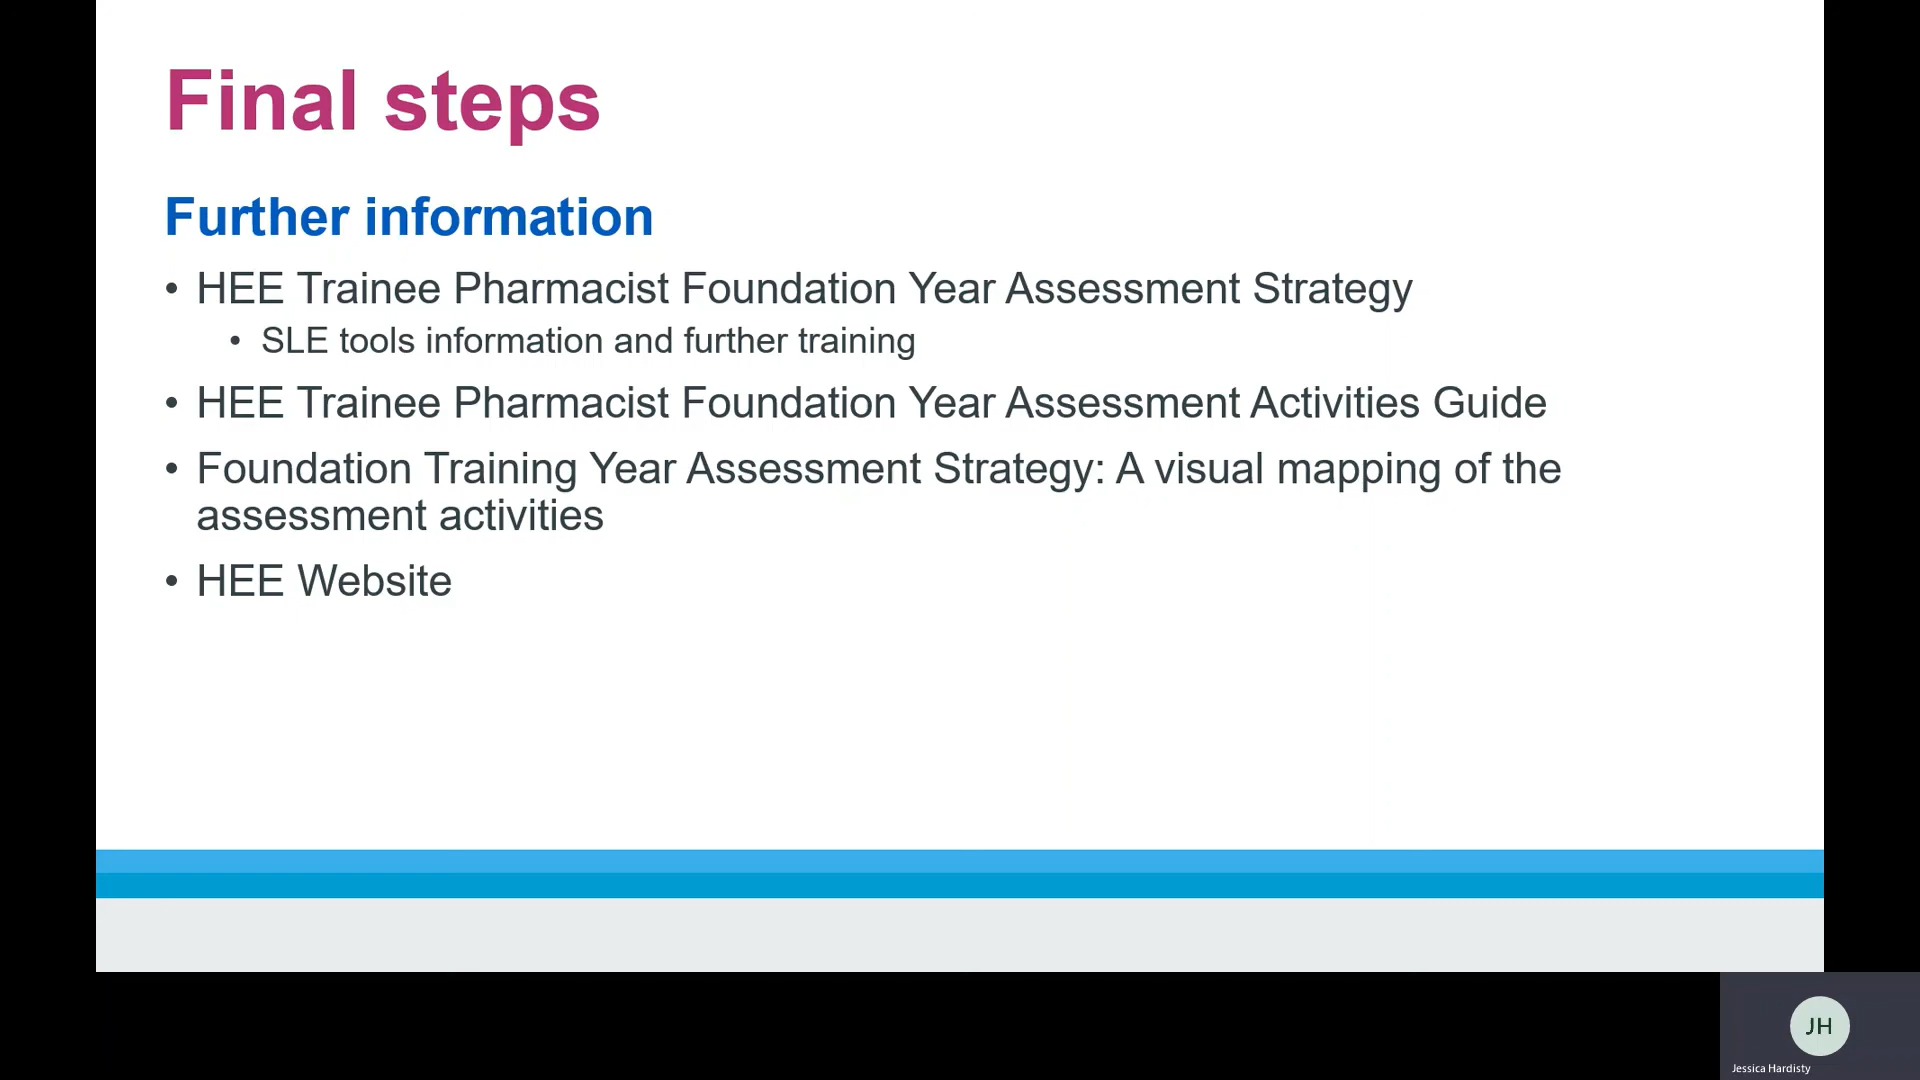 Final steps
Further information
• HEE Trainee Pharmacist Foundation Year Assessment Strategy
• SLE tools information and further training
• HEE Trainee Pharmacist Foundation Year Assessment Activities Guide
• Foundation Training Year Assessment Strategy: A visual mapping of the
assessment activities
• HEE Website
JH
Jessica Hardisty